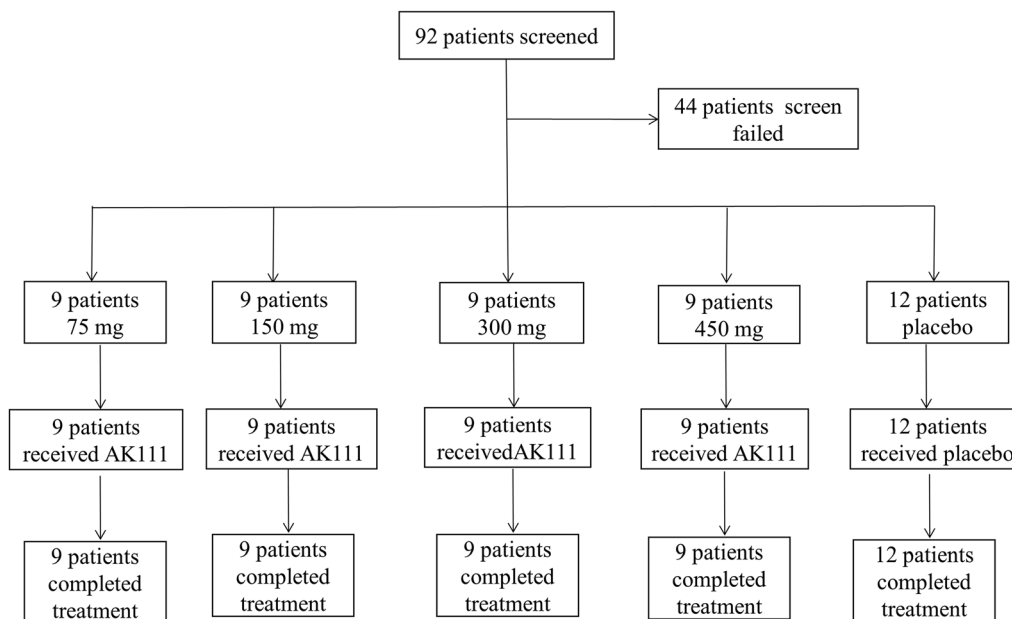 92 patients screened
44 patients screen
failed
9 patients
75 mg
9 patients
150 mg
9 patients
300 mg
9 patients
450 mg
12 patients
placebo
9 patients
received AK111
9 patients
received AK111
9 patients
receivedAK111
9 patients
received AK111
12 patients
received placebo
9 patients
completed
treatment
9 patients
completed
treatment
9 patients
completed
treatment
9 patients
completed
treatment
12 patients
completed
treatment